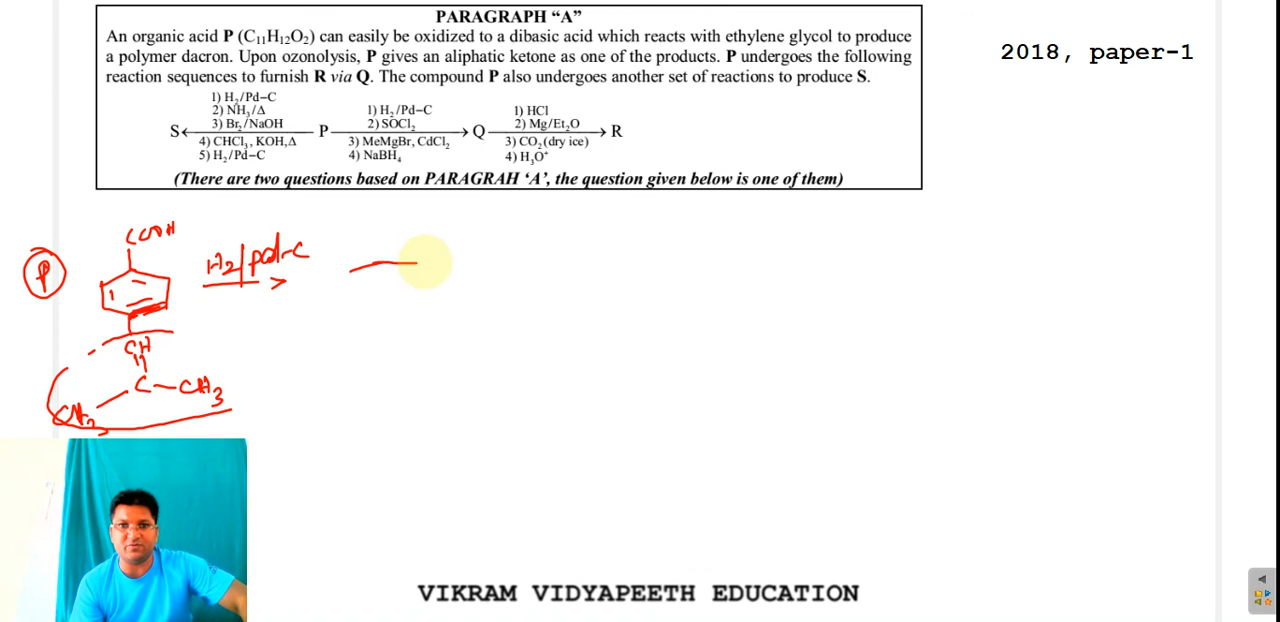 PARAGRAPH “A”
An organic acid P (C₁₁H₁₂O₂) can easily be oxidized to a dibasic acid which reacts with ethylene glycol to produce
a polymer dacron. Upon ozonolysis, P gives an aliphatic ketone as one of the products. P undergoes the following
reaction sequences to furnish R via Q. The compound P also undergoes another set of reactions to produce S.
1) H₂/Pd–C
2) NH₃/Δ
3) Br₂/NaOH
4) CHCl₃, KOH,Δ
5) H₂/Pd–C
1) H₂/Pd–C
2) SOCl₂
3) MeMgBr, CdCl₂
4) NaBH₄
1) HCl
2) Mg/Et₂O
3) CO₂ (dry ice)
4) H₃O⁺
S ← P → Q → R
(There are two questions based on PARAGRAH ‘A’, the question given below is one of them)
2018, paper-1
COOH
P
H₂/pd-C
CH
C-CH₃
CH₃
VIKRAM VIDYAPEETH EDUCATION